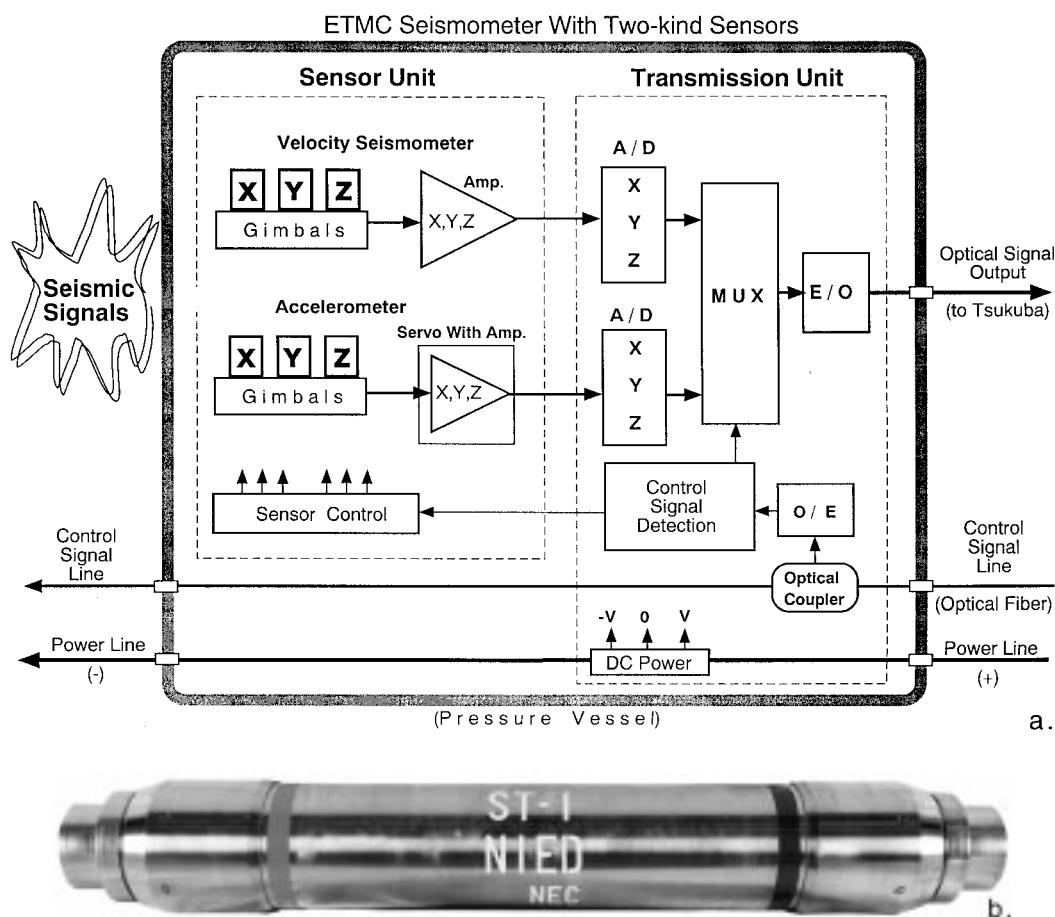 ETMC Seismometer With Two-kind Sensors
Sensor Unit
Transmission Unit
Velocity Seismometer
X Y Z
Gimbals
Amp.
X,Y,Z
A / D
X
Y
Z
MUX
E / O
Optical Signal
Output
(to Tsukuba)
Seismic
Signals
Accelerometer
X Y Z
Gimbals
Servo With Amp.
X,Y,Z
A / D
X
Y
Z
Sensor Control
Control
Signal
Detection
O / E
Control
Signal
Line
Optical
Coupler
Control
Signal
Line
(Optical Fiber)
-V 0 V
Power Line
(-)
DC Power
Power Line
(+)
(Pressure Vessel)
a.
ST-1
NIED
NEC
b.